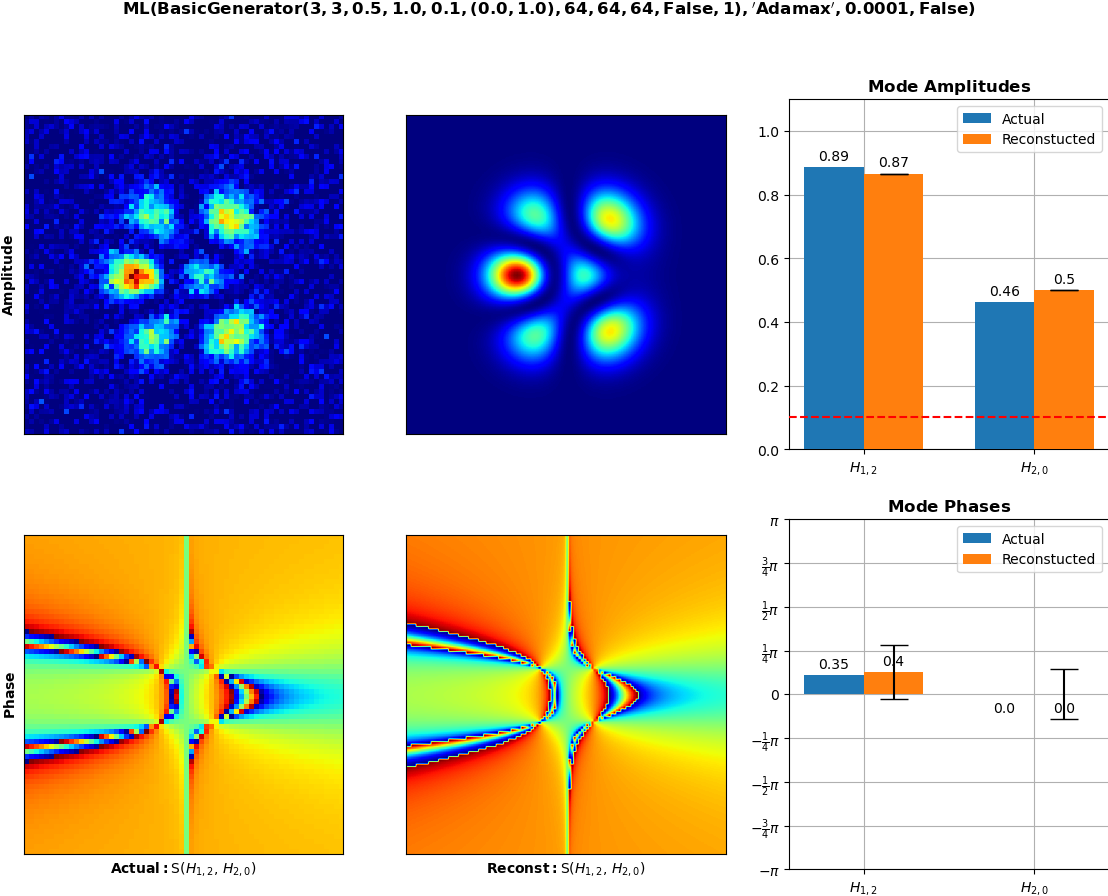 ML(BasicGenerator(3, 3, 0.5, 1.0, 0.1, (0.0, 1.0), 64, 64, 64, False, 1), ′Adamax′, 0.0001, False)
Amplitude
Mode Amplitudes
Actual
Reconstucted
1.0
0.8
0.6
0.4
0.2
0.0
0.89
0.87
0.46
0.5
H1, 2
H2, 0
Phase
Actual: S(H1, 2, H2, 0)
Reconst: S(H1, 2, H2, 0)
Mode Phases
Actual
Reconstucted
π
3/4π
1/2π
1/4π
0
−1/4π
−1/2π
−3/4π
−π
0.35
0.4
0.0
0.0
H1, 2
H2, 0